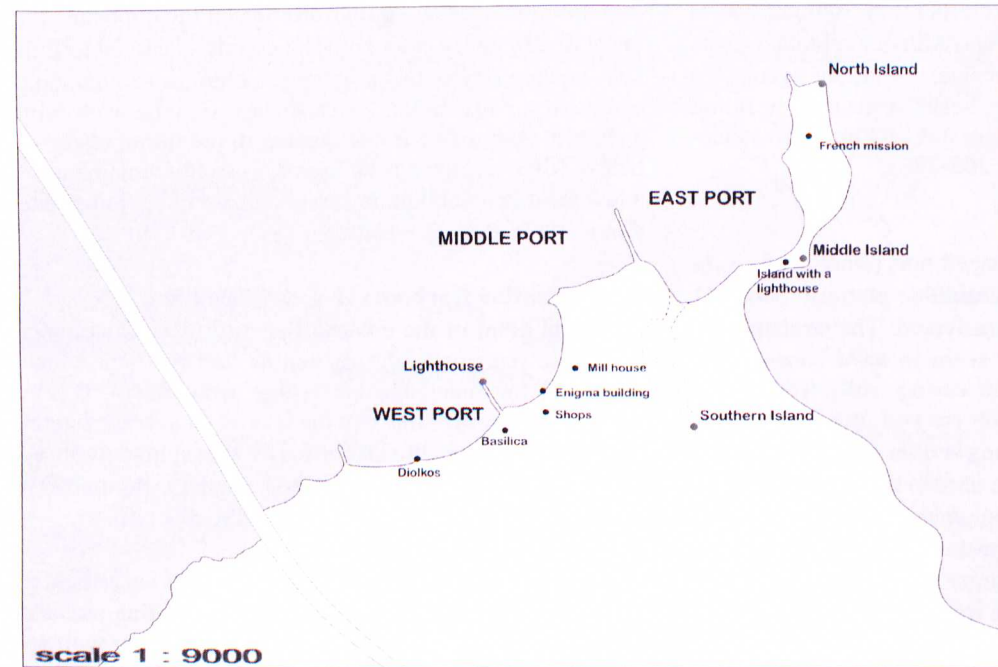 North Island
French mission
EAST PORT
MIDDLE PORT
Middle Island
Island with a
lighthouse
Mill house
Lighthouse
Enigma building
WEST PORT
Shops
Southern Island
Basilica
Diolkos
scale 1 : 9000